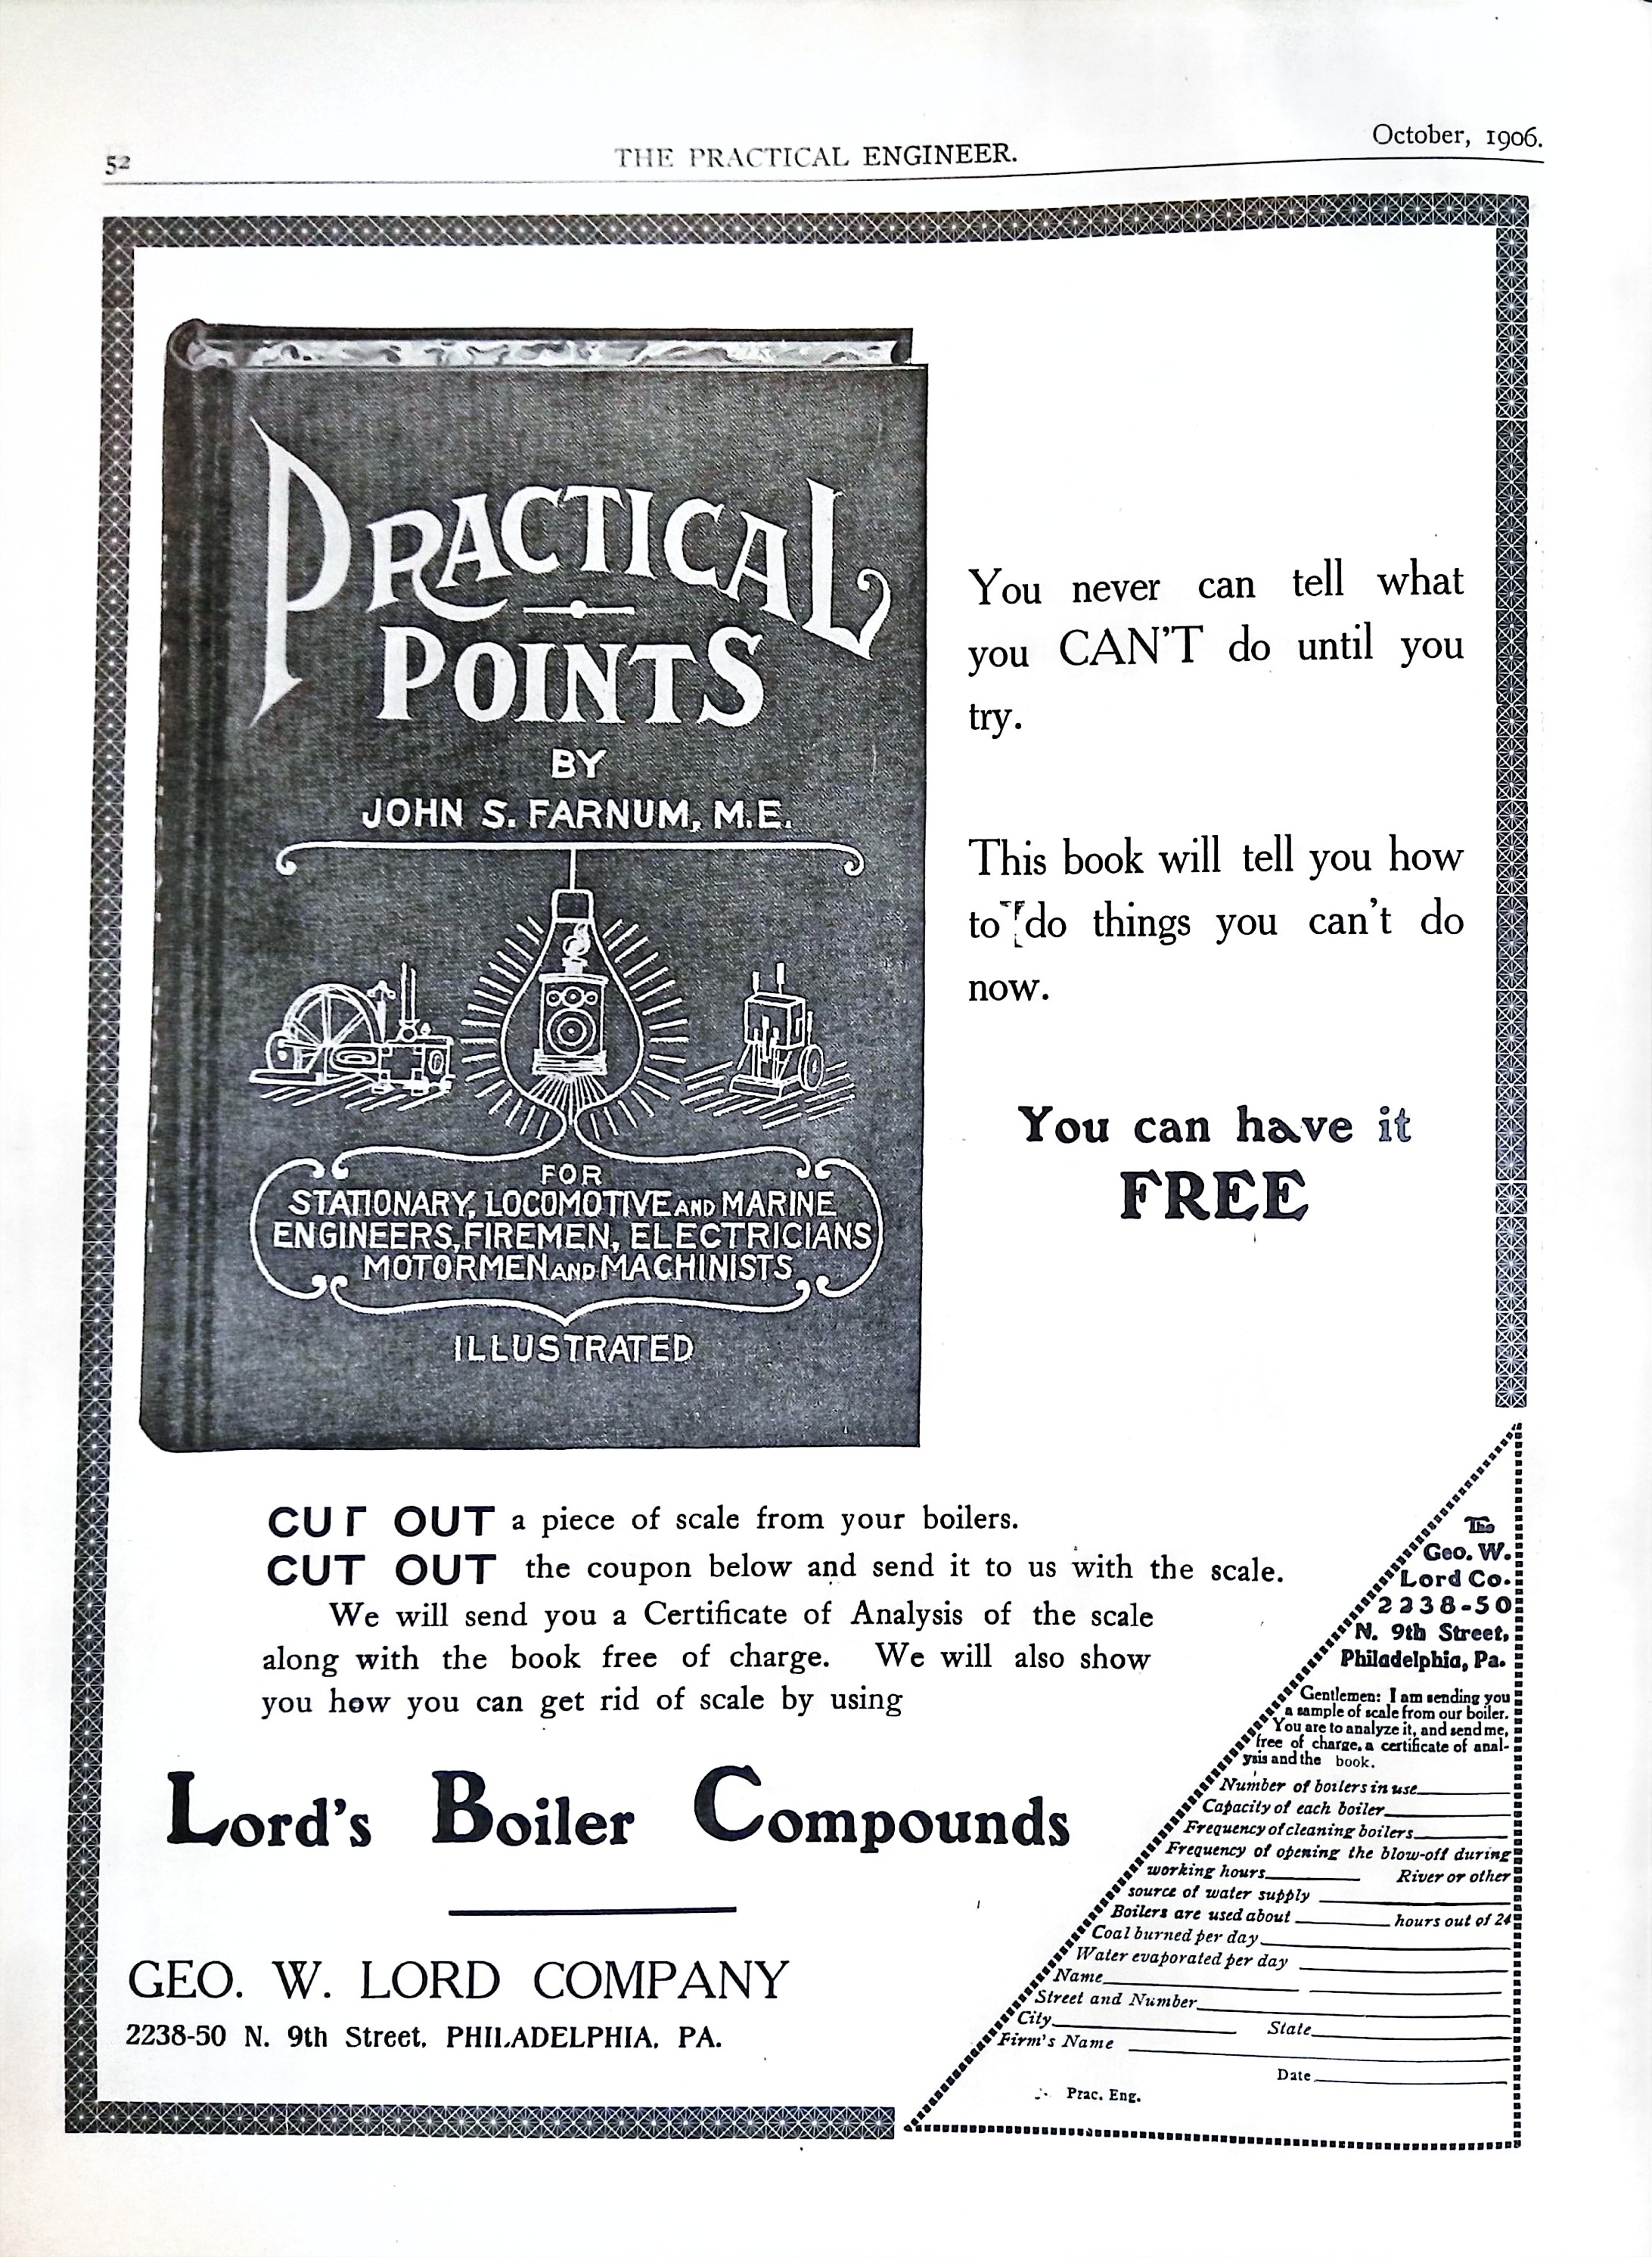 52
THE PRACTICAL ENGINEER.
October, 1906.
PRACTICAL
POINTS
BY
JOHN S. FARNUM, M.E.
FOR
STATIONARY, LOCOMOTIVE AND MARINE
ENGINEERS, FIREMEN, ELECTRICIANS
MOTORMEN AND MACHINISTS
ILLUSTRATED
You never can tell what
you CAN'T do until you
try.
This book will tell you how
to do things you can't do
now.
You can have it
FREE
CUT OUT a piece of scale from your boilers.
CUT OUT the coupon below and send it to us with the scale.
We will send you a Certificate of Analysis of the scale
along with the book free of charge. We will also show
you how you can get rid of scale by using
Lord's Boiler Compounds
GEO. W. LORD COMPANY
2238-50 N. 9th Street, PHILADELPHIA, PA.
The
Geo. W.
Lord Co.
2238-50
N. 9th Street,
Philadelphia, Pa.
Gentlemen: I am sending you
a sample of scale from our boiler.
You are to analyze it, and send me,
free of charge, a certificate of anal-
ysis and the book.
Number of boilers in use
Capacity of each boiler
Frequency of cleaning boilers
Frequency of opening the blow-off during
working hours River or other
source of water supply
Boilers are used about hours out of 24
Coal burned per day
Water evaporated per day
Name
Street and Number
City State
Firm's Name
Date
Prac. Eng.